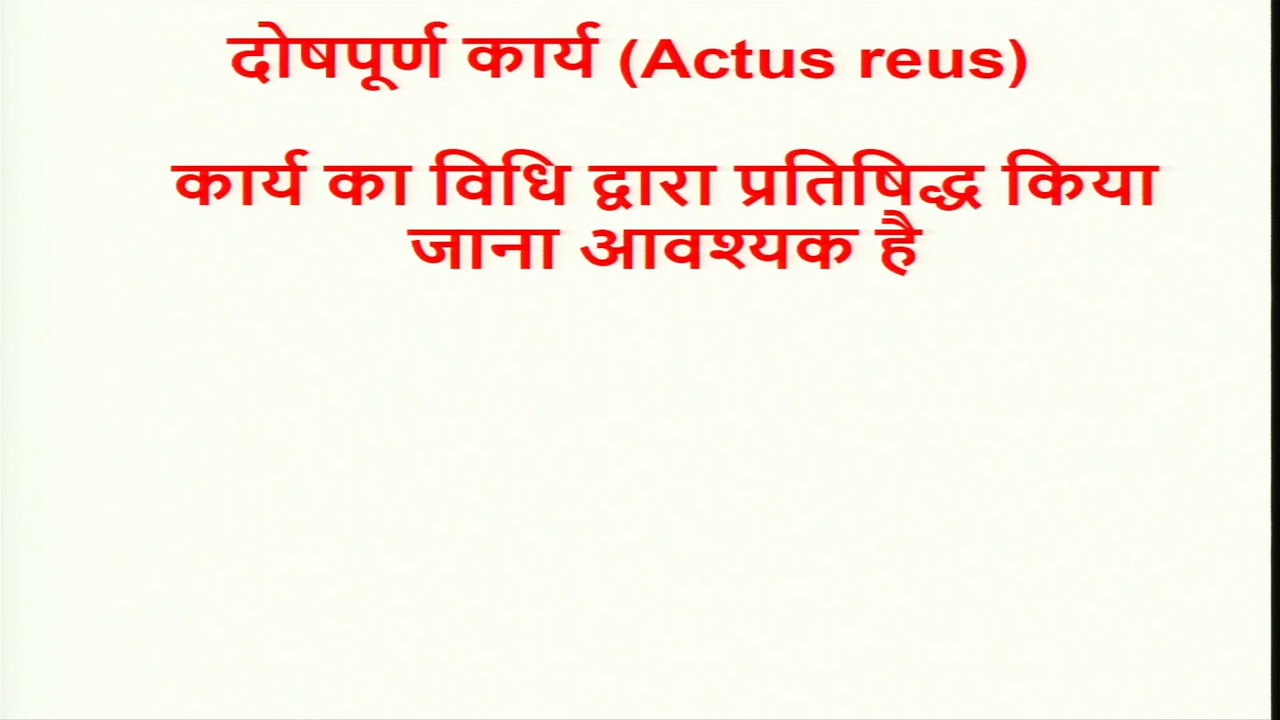 दोषपूर्ण कार्य (Actus reus)
कार्य का विधि द्वारा प्रतिषिद्ध किया
जाना आवश्यक है